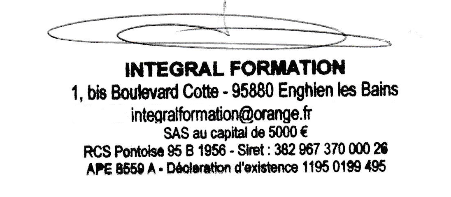 INTEGRAL FORMATION
1, bis Boulevard Cotte - 95880 Enghien les Bains
integralformation@orange.fr
SAS au capital de 5000 €
RCS Pontoise 95 B 1956 - Siret : 382 967 370 000 26
APE 8559 A - Déclaration d'existence 1195 0199 495